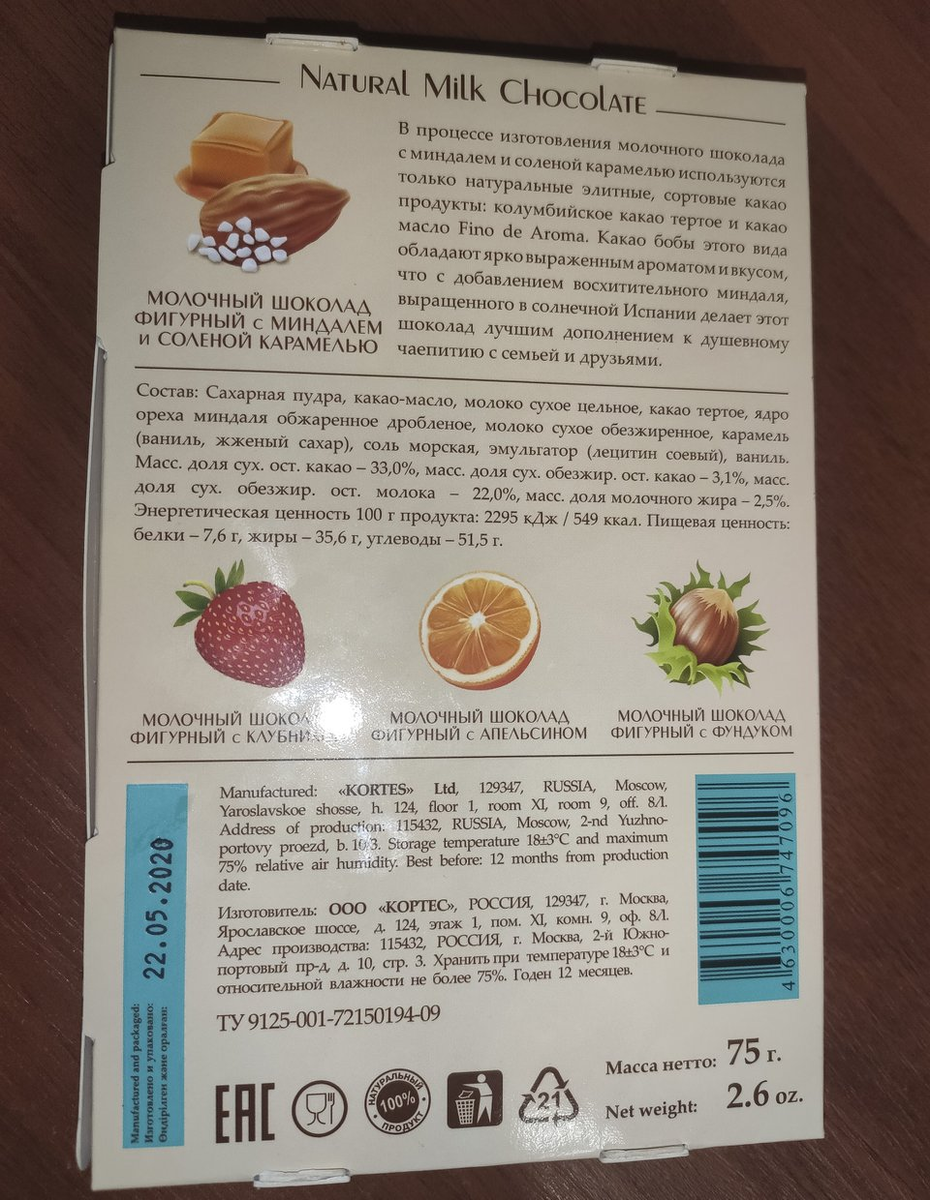 Natural Milk Chocolate
В процессе изготовления молочного шоколада
с миндалем и соленой карамелью используются
только натуральные элитные, сортовые какао
продукты: колумбийское какао тертое и какао
масло Fino de Aroma. Какао бобы этого вида
обладают ярко выраженным ароматом и вкусом,
что с добавлением восхитительного миндаля,
выращенного в солнечной Испании делает этот
шоколад лучшим дополнением к душевному
чаепитию с семьей и друзьями.
МОЛОЧНЫЙ ШОКОЛАД
ФИГУРНЫЙ с МИНДАЛЕМ
и СОЛЕНОЙ КАРАМЕЛЬЮ
Состав: Сахарная пудра, какао-масло, молоко сухое цельное, какао тертое, ядро
ореха миндаля обжаренное дробленое, молоко сухое обезжиренное, карамель
(ваниль, жженый сахар), соль морская, эмульгатор (лецитин соевый), ваниль.
Масс. доля сух. ост. какао – 33,0%, масс. доля сух. обезжир. ост. какао – 3,1%, масс.
доля сух. обезжир. ост. молока – 22,0%, масс. доля молочного жира – 2,5%.
Энергетическая ценность 100 г продукта: 2295 кДж / 549 ккал. Пищевая ценность:
белки – 7,6 г, жиры – 35,6 г, углеводы – 51,5 г.
МОЛОЧНЫЙ
ФИГУРНЫЙ с
МОЛОЧНЫЙ ШОКОЛАД
ФИГУРНЫЙ с АПЕЛЬСИНОМ
МОЛОЧНЫЙ ШОКОЛАД
ФИГУРНЫЙ с ФУНДУКОМ
Manufactured: «KORTES» Ltd, 129347, RUSSIA, Moscow,
Yaroslavskoe shosse, h. 124, floor 1, room XI, room 9, off. 8Л.
Address of production: 115432, RUSSIA, Moscow, 2-nd Yuzhno-
portovy proezd, b. 10/3. Storage temperature 18±3°C and maximum
75% relative air humidity. Best before: 12 months from production
date.
Изготовитель: ООО «КОРТЕС», РОССИЯ, 129347, г. Москва,
Ярославское шоссе, д. 124, этаж 1, пом. XI, комн. 9, оф. 8Л.
Адрес производства: 115432, РОССИЯ, г. Москва, 2-й Южно-
портовый пр-д, д. 10, стр. 3. Хранить при температуре 18±3°С и
относительной влажности не более 75%. Годен 12 месяцев.
ТУ 9125-001-72150194-09
22.05.2020
Manufactured and packaged:
Изготовлено и упаковано:
Өндірілген және оралған:
4630006747096
EAC
НАТУРАЛЬНЫЙ
100%
ПРОДУКТ
21
Масса нетто: 75 г.
Net weight: 2.6 oz.